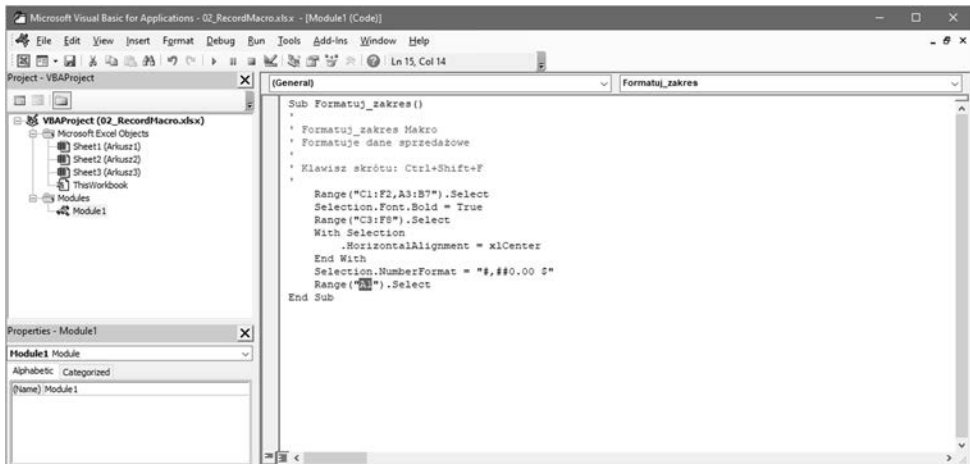 Microsoft Visual Basic for Applications - 02_RecordMacro.xlsx - [Module1 (Code)]
File Edit View Insert Format Debug Run Tools Add-Ins Window Help
Ln 15, Col 14
Project - VBAProject
VBAProject (02_RecordMacro.xlsx)
Microsoft Excel Objects
Sheet1 (Arkusz1)
Sheet2 (Arkusz2)
Sheet3 (Arkusz3)
ThisWorkbook
Modules
Module1
Properties - Module1
Module1 Module
Alphabetic Categorized
(Name) Module1
(General) Formatuj_zakres
Sub Formatuj_zakres()
'
' Formatuj_zakres Makro
' Formatuje dane sprzedażowe
'
' Klawisz skrótu: Ctrl+Shift+F
'
Range("C1:F2,A3:B7").Select
Selection.Font.Bold = True
Range("C3:F8").Select
With Selection
.HorizontalAlignment = xlCenter
End With
Selection.NumberFormat = "#,##0.00 $"
Range("A1").Select
End Sub